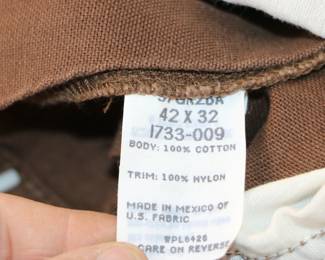 42 X 32
1733-009
BODY: 100% COTTON
TRIM: 100% NYLON
MADE IN MEXICO OF
U.S. FABRIC
WPL6426
CARE ON REVERSE